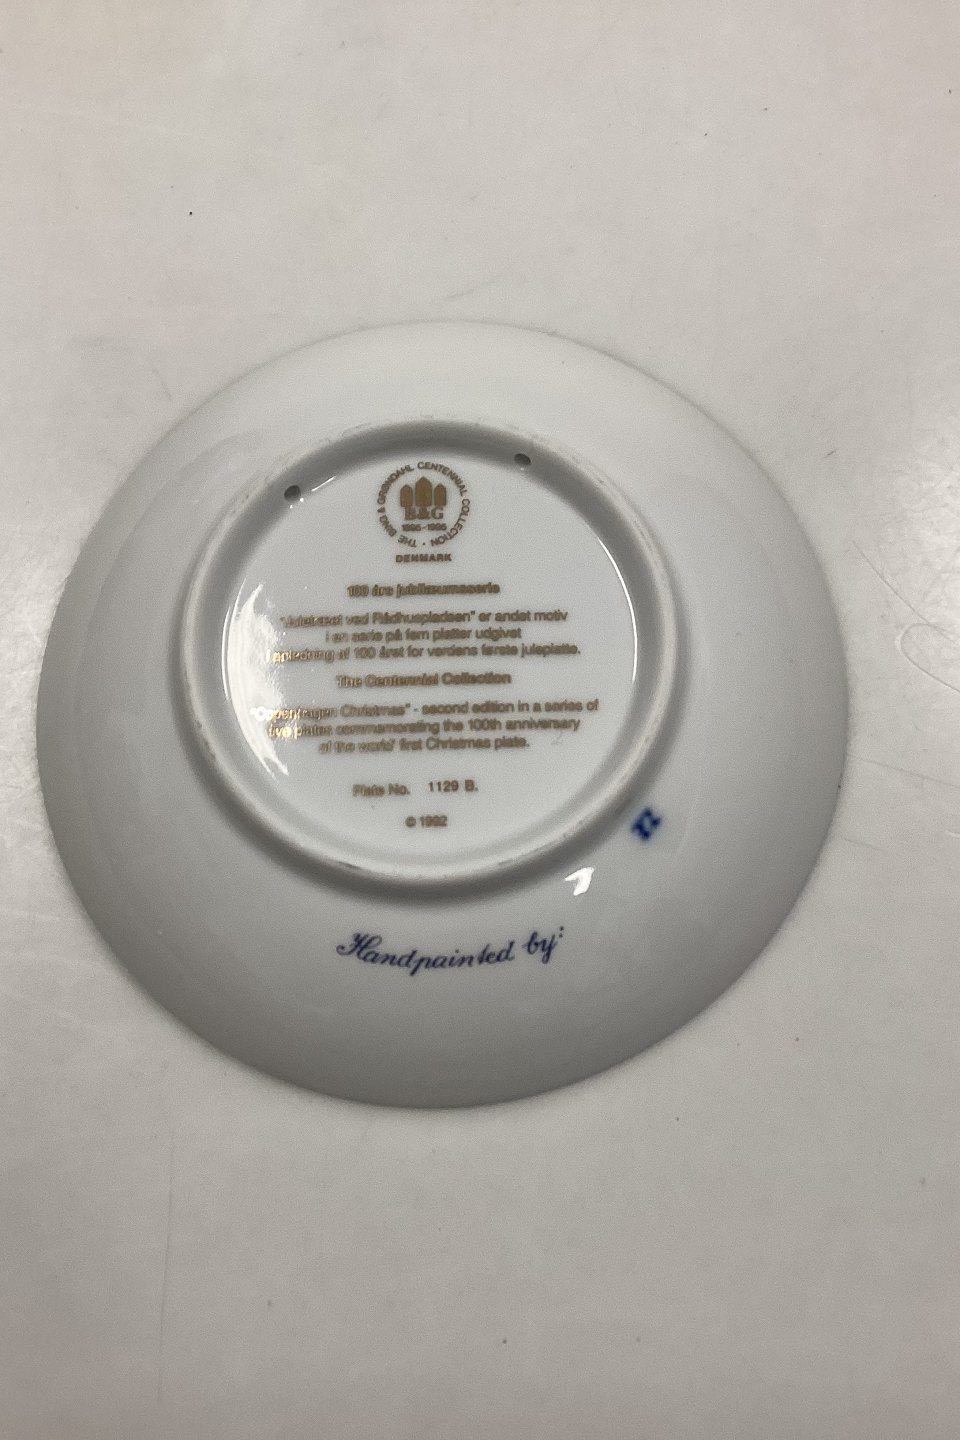 THE BING & GRØNDAHL CENTENNIAL COLLECTION
B&G
1895-1995
DENMARK
100 års jubilæumsserie
"Juletræet ved Rådhuspladsen" er andet motiv
i en serie på fem platter udgivet
i anledning af 100 året for verdens første juleplatte.
The Centennial Collection
"Copenhagen Christmas" - second edition in a series of
five plates commemorating the 100th anniversary
of the world' first Christmas plate.
Plate No. 1129 B.
© 1992
Handpainted by: